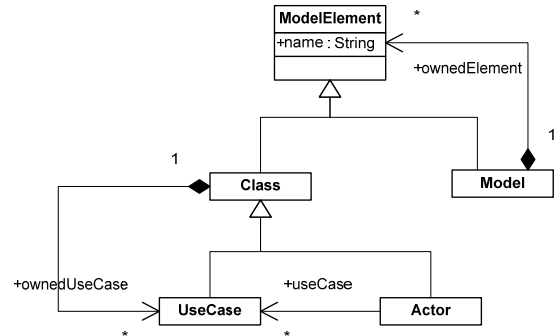 ModelElement
*
+name : String
+ownedElement
1
1
Class
Model
+ownedUseCase
+useCase
UseCase
Actor
*
*